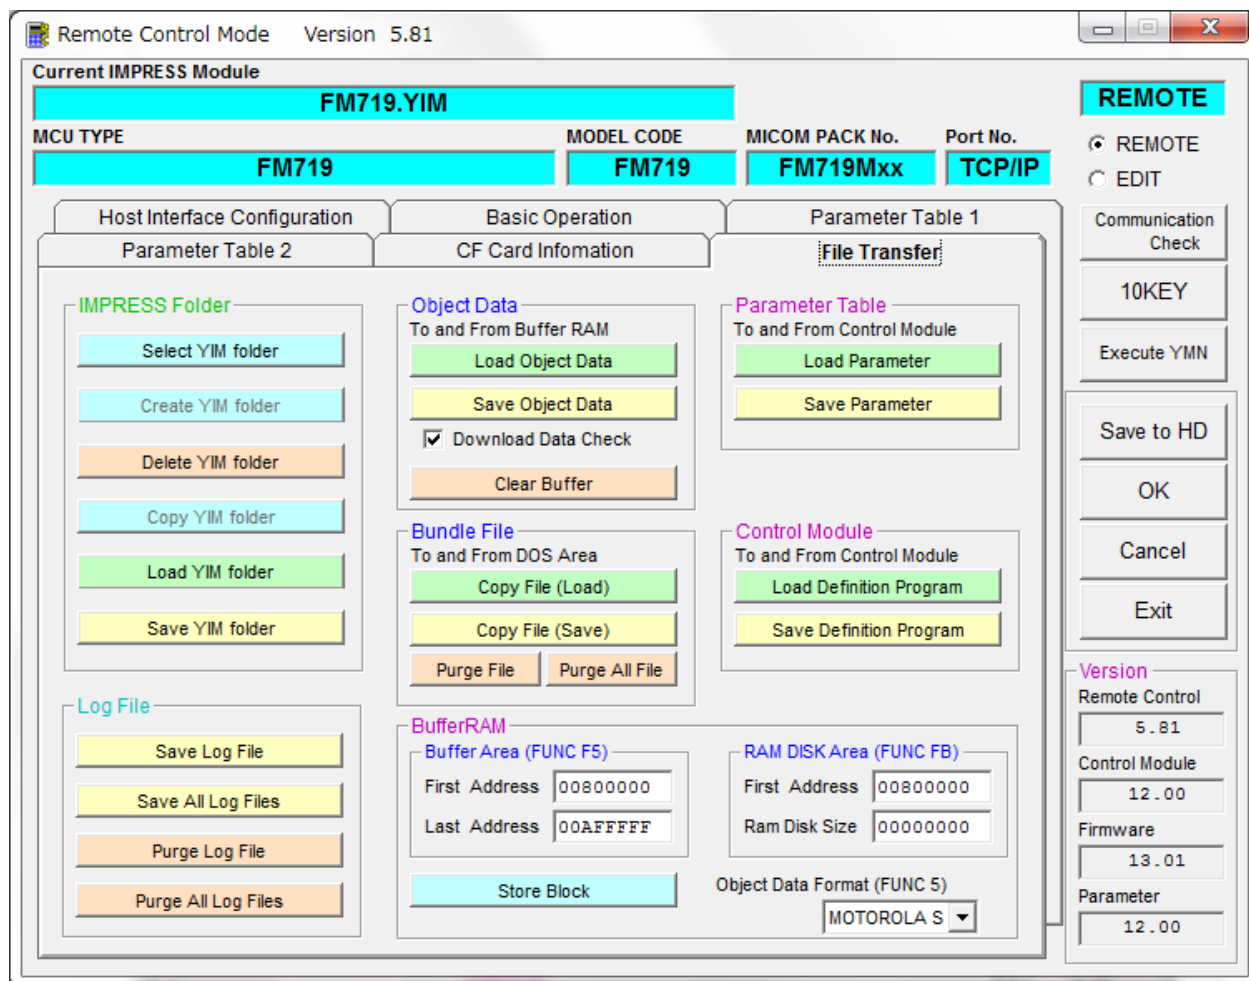 Remote Control Mode Version 5.81
Current IMPRESS Module
FM719.YIM
REMOTE
MCU TYPE
MODEL CODE
MICOM PACK No.
Port No.
FM719
FM719
FM719Mxx
TCP/IP
REMOTE
EDIT
Host Interface Configuration
Basic Operation
Parameter Table 1
Parameter Table 2
CF Card Infomation
File Transfer
Communication
Check
10KEY
Execute YMN
Save to HD
OK
Cancel
Exit
IMPRESS Folder
Select YIM folder
Create YIM folder
Delete YIM folder
Copy YIM folder
Load YIM folder
Save YIM folder
Log File
Save Log File
Save All Log Files
Purge Log File
Purge All Log Files
Object Data
To and From Buffer RAM
Load Object Data
Save Object Data
Download Data Check
Clear Buffer
Bundle File
To and From DOS Area
Copy File (Load)
Copy File (Save)
Purge File
Purge All File
Parameter Table
To and From Control Module
Load Parameter
Save Parameter
Control Module
To and From Control Module
Load Definition Program
Save Definition Program
BufferRAM
Buffer Area (FUNC F5)
First Address 00800000
Last Address 00AFFFFF
RAM DISK Area (FUNC FB)
First Address 00800000
Ram Disk Size 00000000
Store Block
Object Data Format (FUNC 5)
MOTOROLA S
Version
Remote Control
5.81
Control Module
12.00
Firmware
13.01
Parameter
12.00